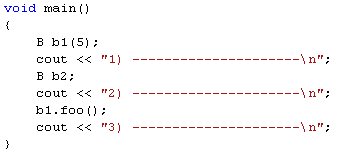 void main()
{
    B b1(5);
    cout << "1) ----------------------\n";
    B b2;
    cout << "2) ----------------------\n";
    b1.foo();
    cout << "3) ----------------------\n";
}